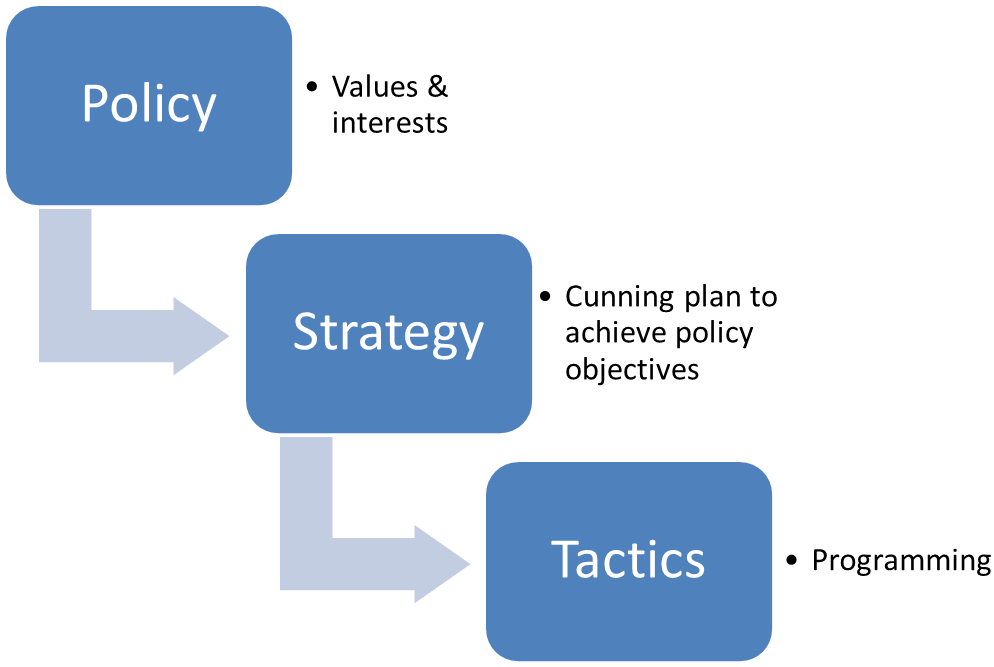 Policy
• Values &
interests
Strategy
• Cunning plan to
achieve policy
objectives
Tactics
• Programming